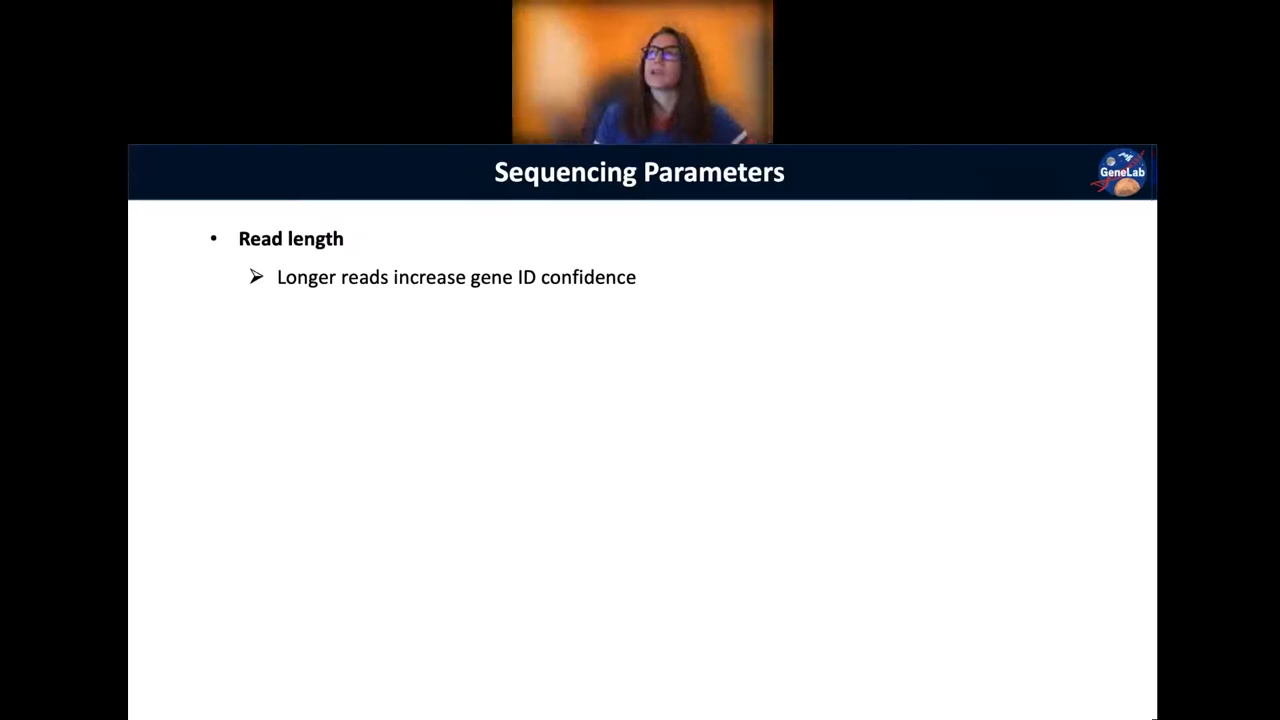 Sequencing Parameters
GeneLab
• Read length
➢ Longer reads increase gene ID confidence